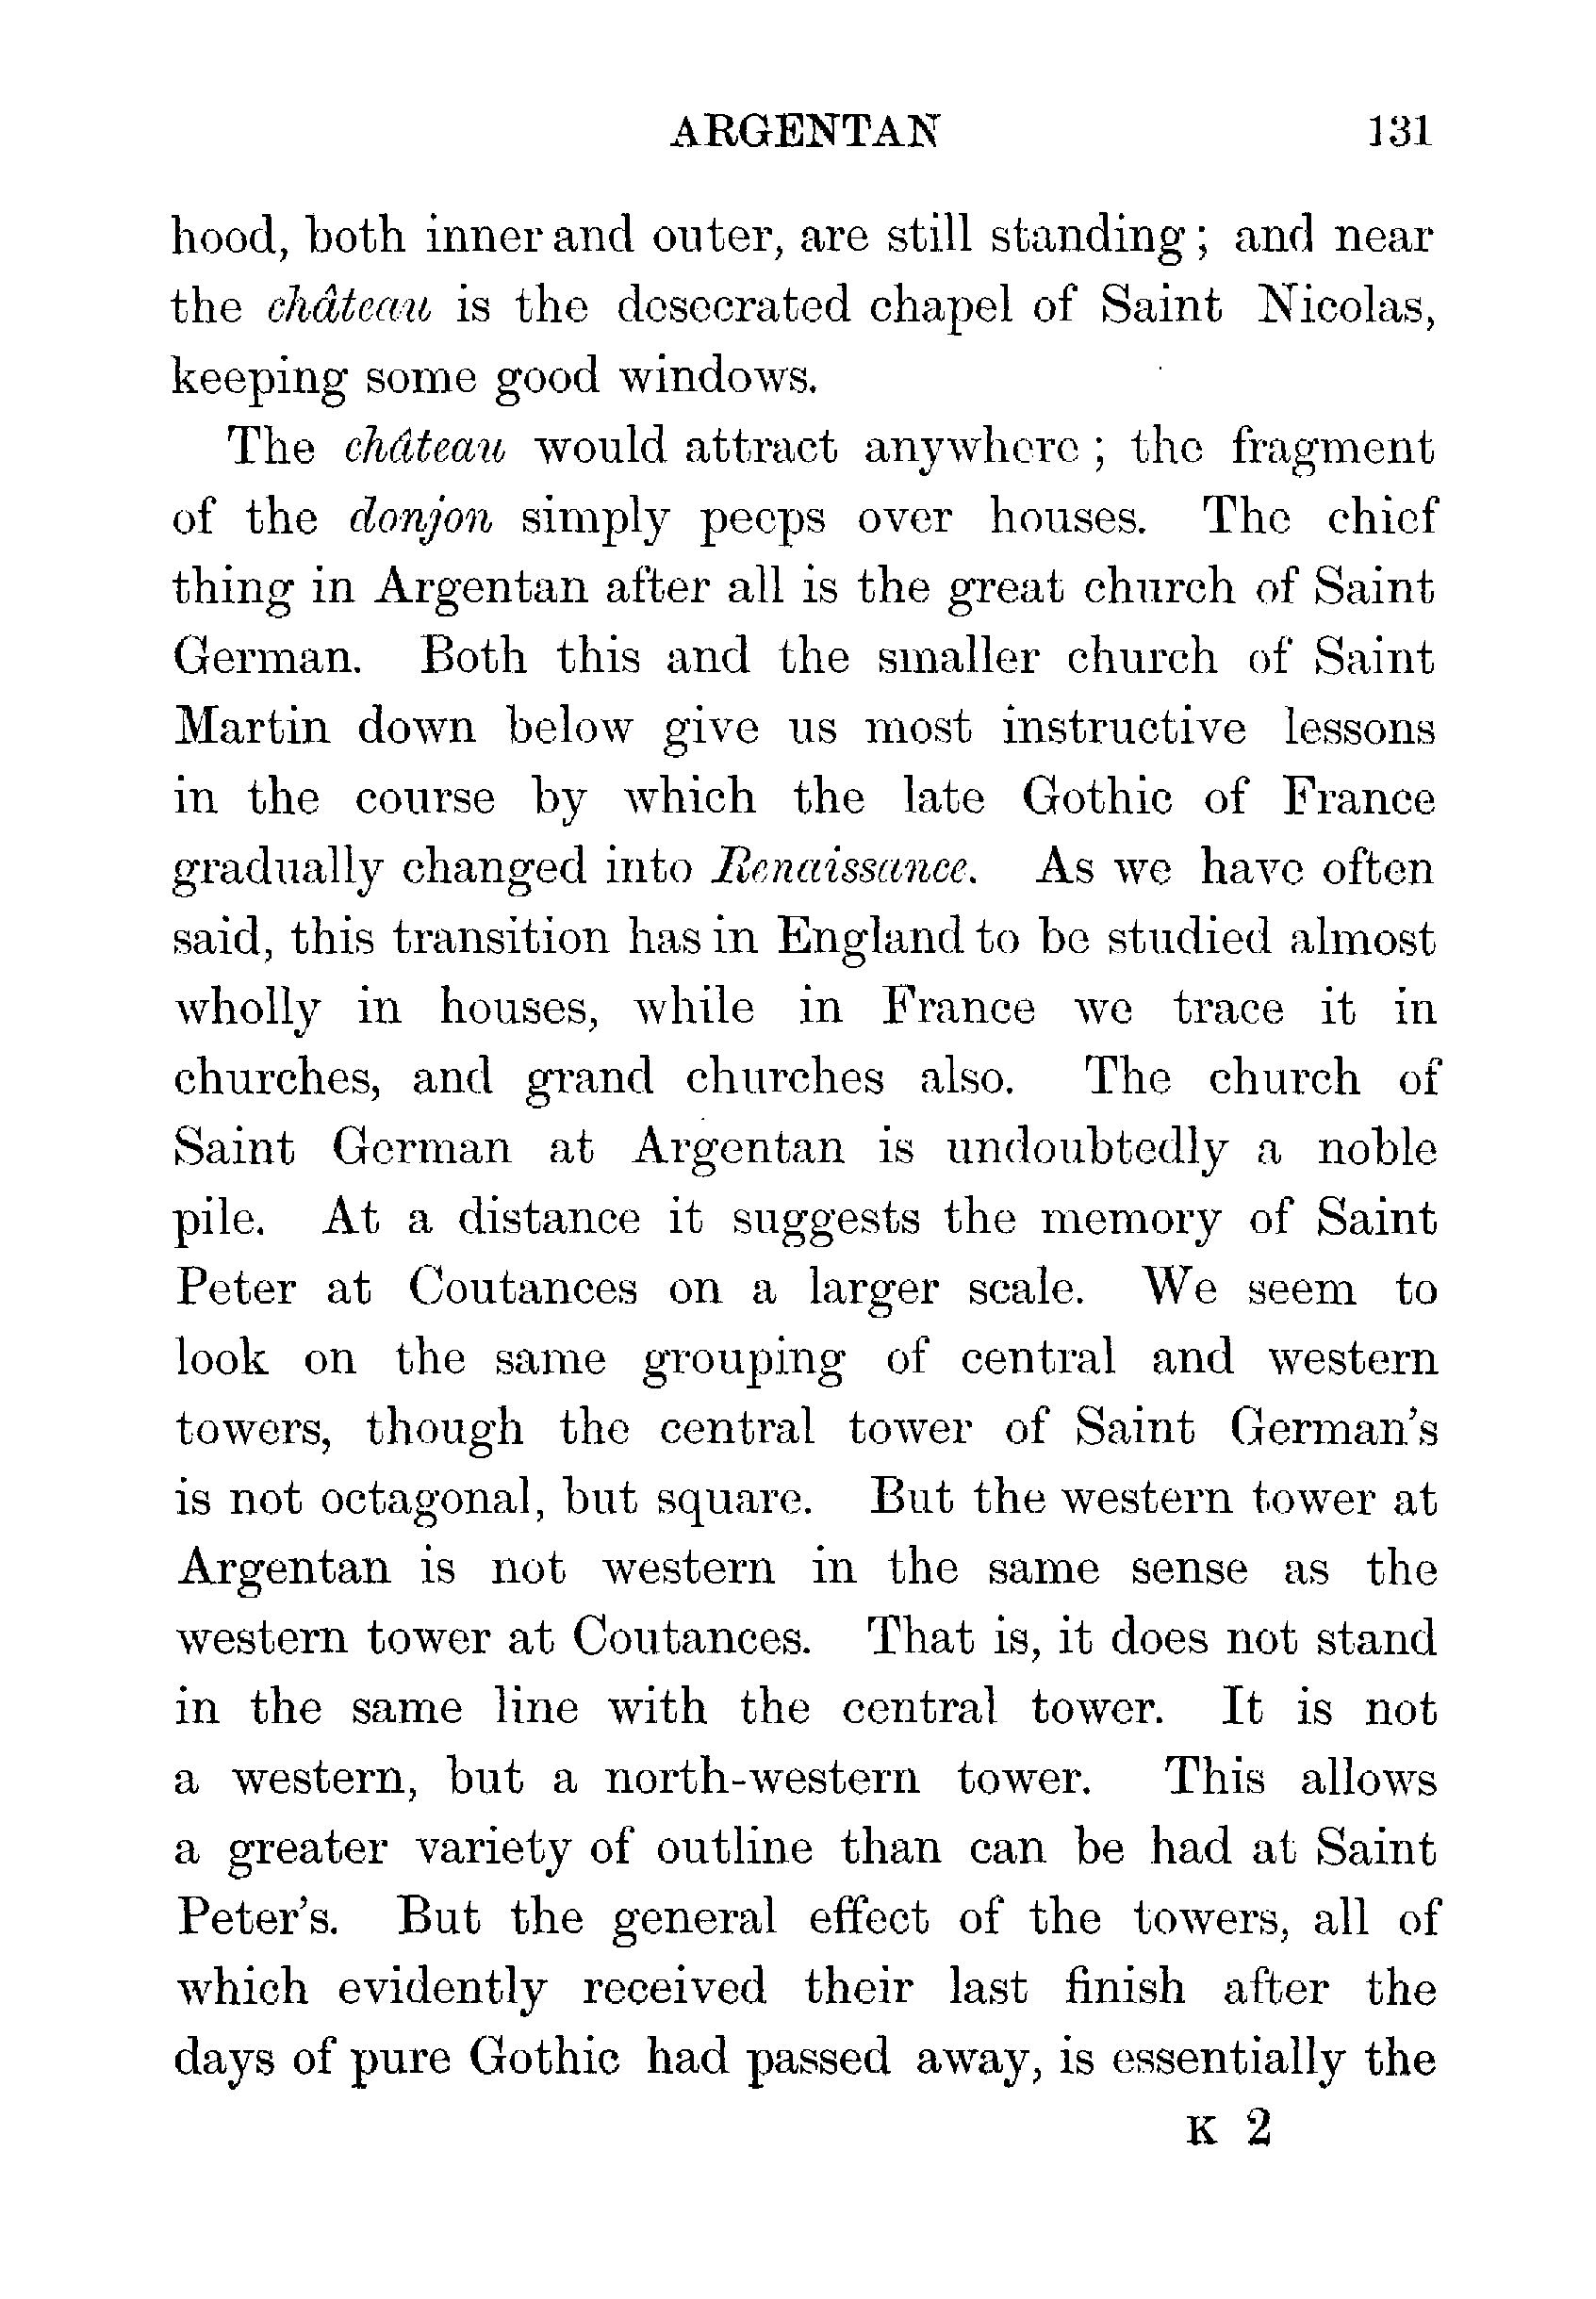 ARGENTAN 131
hood, both inner and outer, are still standing; and near
the château is the desecrated chapel of Saint Nicolas,
keeping some good windows.
The château would attract anywhere; the fragment
of the donjon simply peeps over houses. The chief
thing in Argentan after all is the great church of Saint
German. Both this and the smaller church of Saint
Martin down below give us most instructive lessons
in the course by which the late Gothic of France
gradually changed into Renaissance. As we have often
said, this transition has in England to be studied almost
wholly in houses, while in France we trace it in
churches, and grand churches also. The church of
Saint German at Argentan is undoubtedly a noble
pile. At a distance it suggests the memory of Saint
Peter at Coutances on a larger scale. We seem to
look on the same grouping of central and western
towers, though the central tower of Saint German's
is not octagonal, but square. But the western tower at
Argentan is not western in the same sense as the
western tower at Coutances. That is, it does not stand
in the same line with the central tower. It is not
a western, but a north-western tower. This allows
a greater variety of outline than can be had at Saint
Peter's. But the general effect of the towers, all of
which evidently received their last finish after the
days of pure Gothic had passed away, is essentially the
K 2